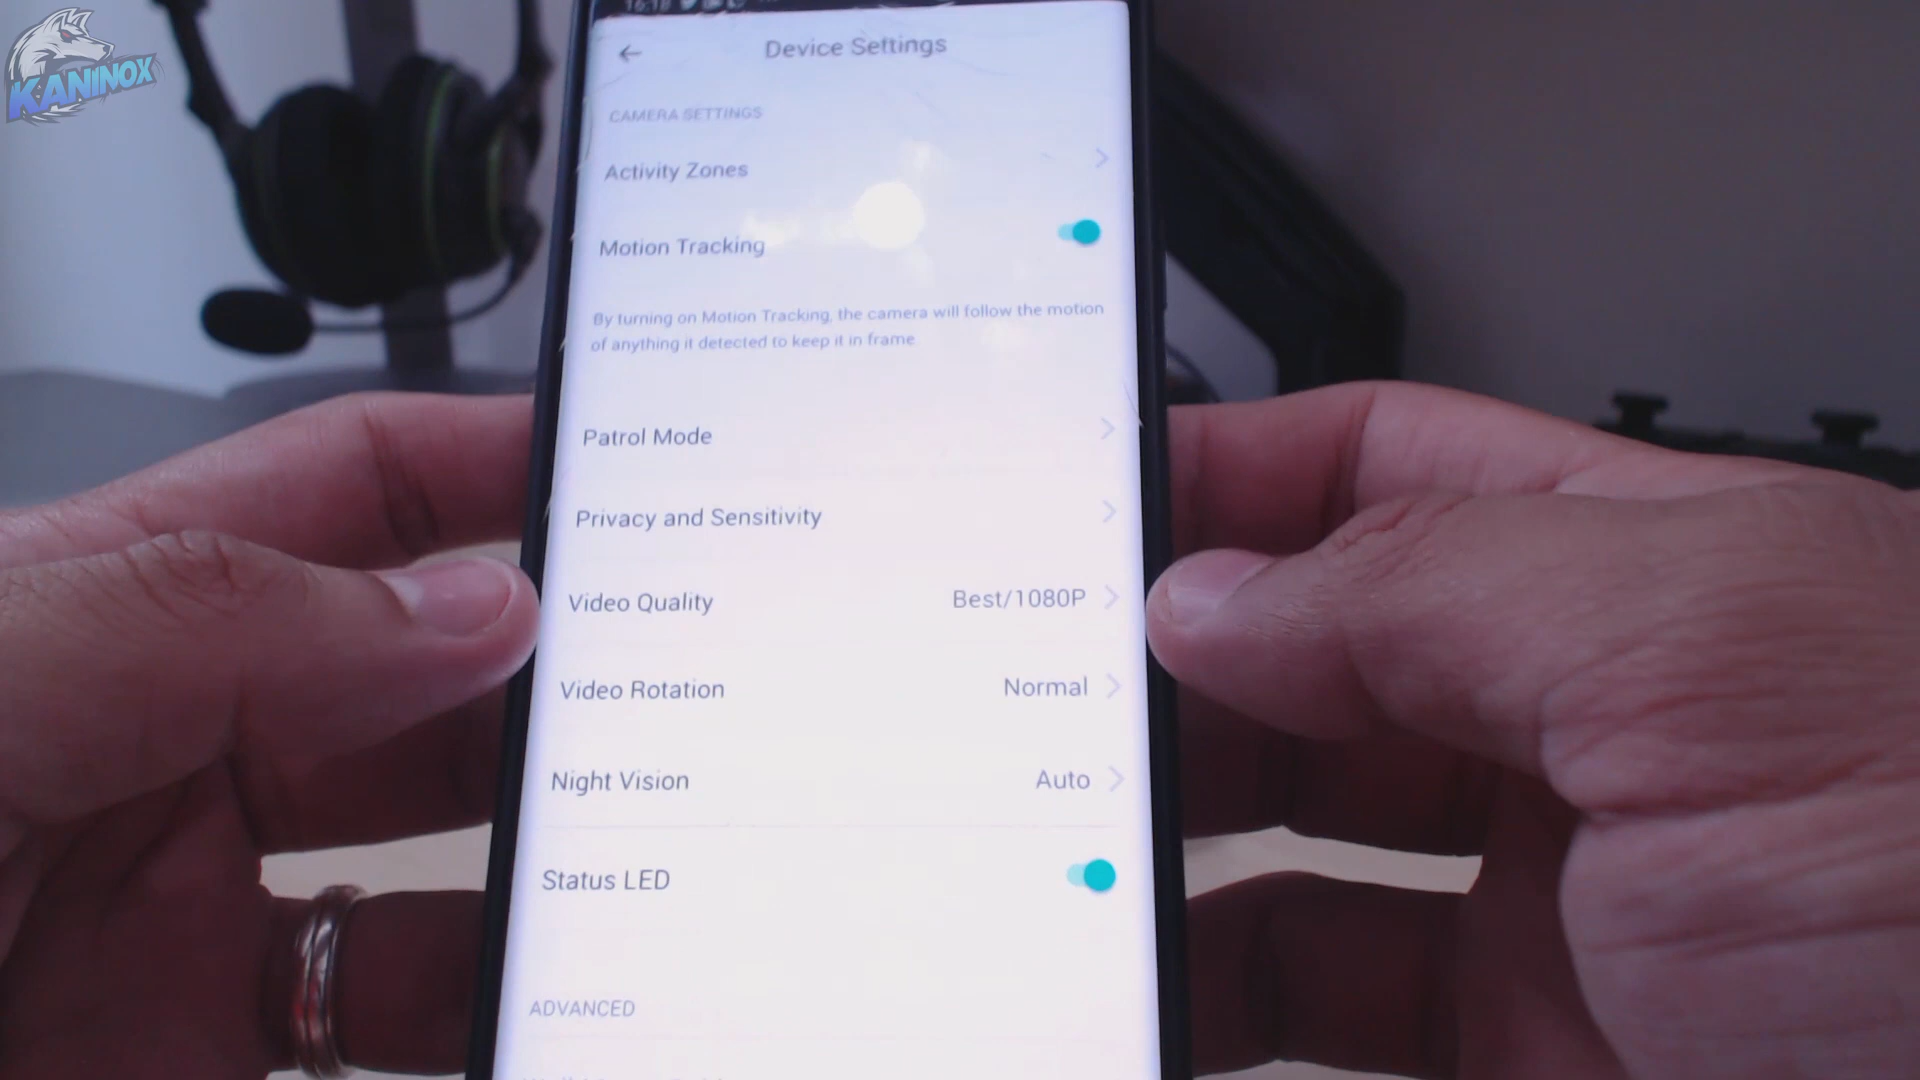 KANINOX
16:18
Device Settings
CAMERA SETTINGS
Activity Zones
Motion Tracking
By turning on Motion Tracking, the camera will follow the motion
of anything it detected to keep it in frame
Patrol Mode
Privacy and Sensitivity
Video Quality Best/1080P
Video Rotation Normal
Night Vision Auto
Status LED
ADVANCED